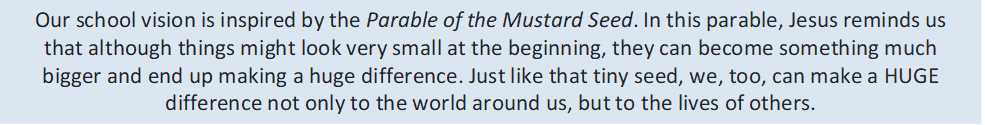 Our school vision is inspired by the Parable of the Mustard Seed. In this parable, Jesus reminds us
that although things might look very small at the beginning, they can become something much
bigger and end up making a huge difference. Just like that tiny seed, we, too, can make a HUGE
difference not only to the world around us, but to the lives of others.